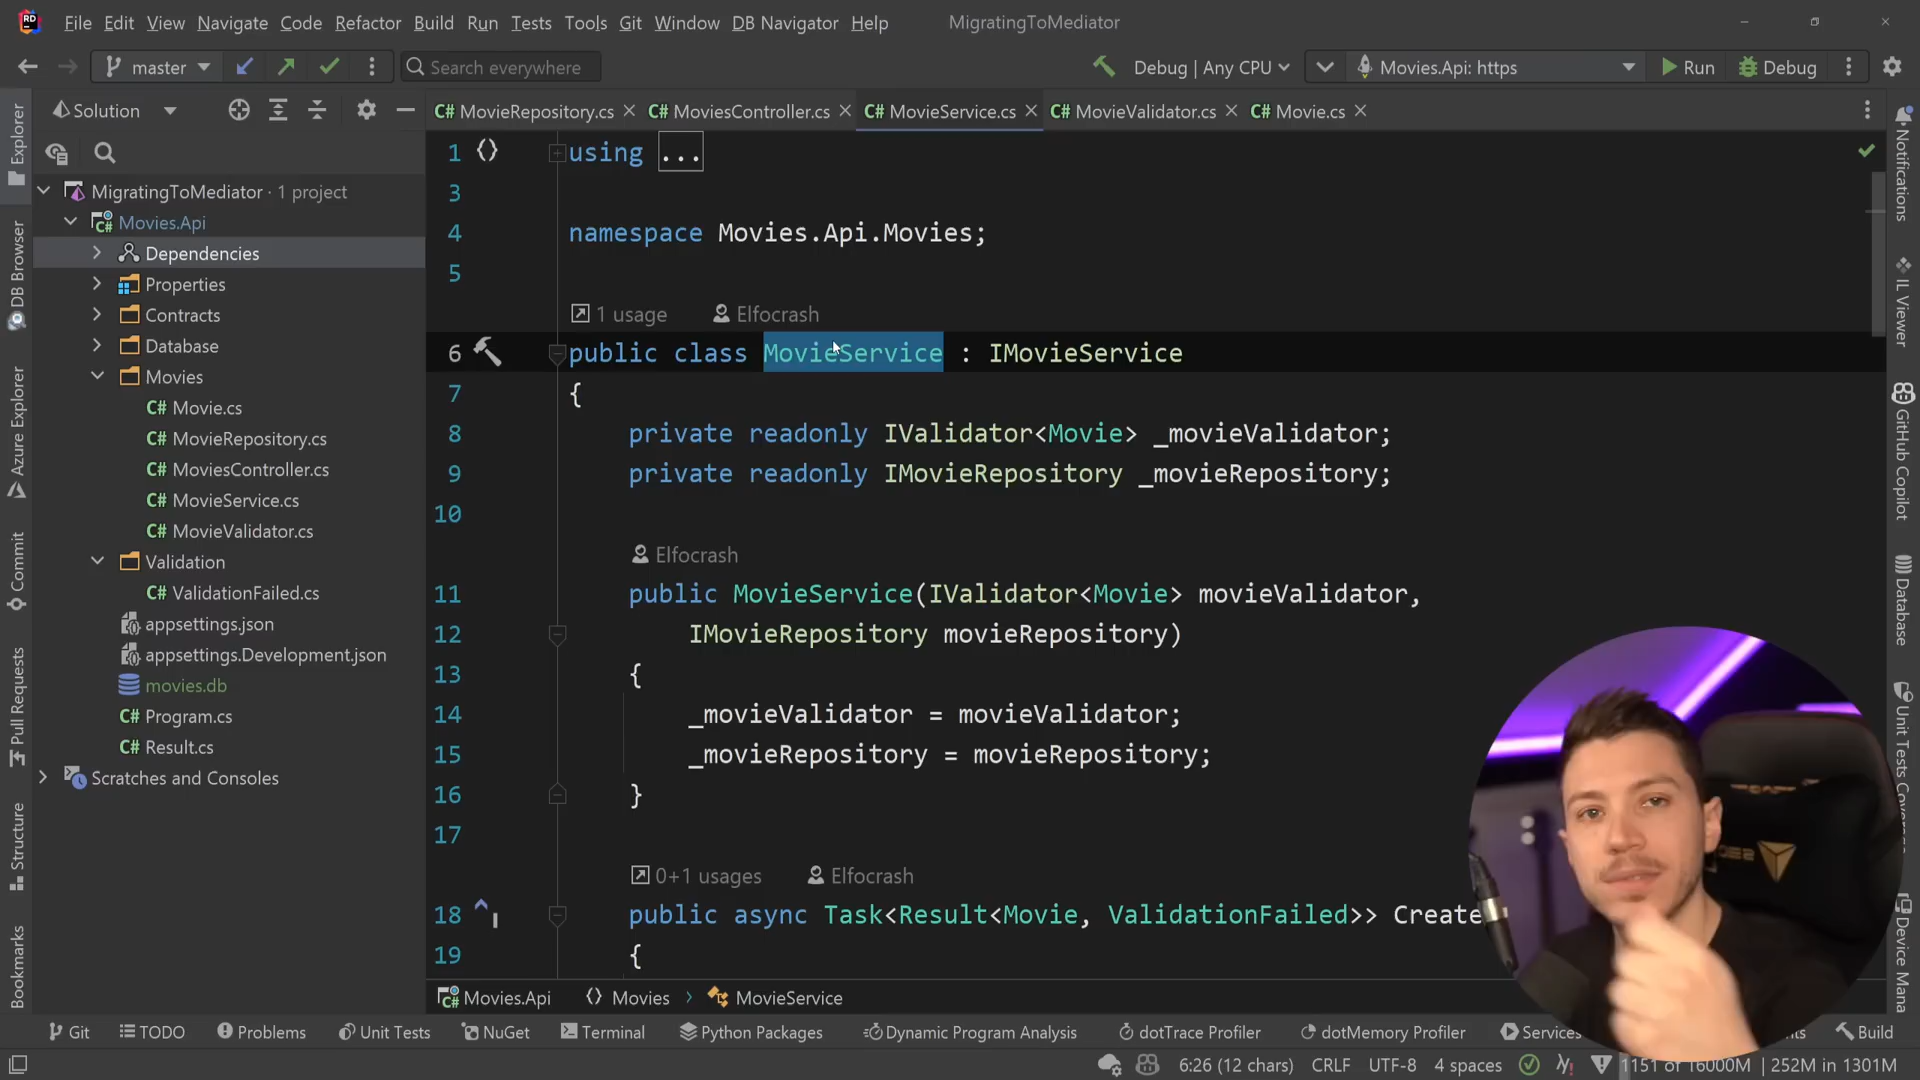 RD
File Edit View Navigate Code Refactor Build Run Tests Tools Git Window DB Navigator Help MigratingToMediator
master Search everywhere Debug | Any CPU Movies.Api: https Run Debug
Solution
C# MovieRepository.cs C# MoviesController.cs C# MovieService.cs C# MovieValidator.cs C# Movie.cs
Explorer
DB Browser
Azure Explorer
Commit
Pull Requests
Structure
Bookmarks
MigratingToMediator · 1 project
Movies.Api
Dependencies
Properties
Contracts
Database
Movies
C# Movie.cs
C# MovieRepository.cs
C# MoviesController.cs
C# MovieService.cs
C# MovieValidator.cs
Validation
C# ValidationFailed.cs
appsettings.json
appsettings.Development.json
movies.db
C# Program.cs
C# Result.cs
Scratches and Consoles
1 using ...
3
4 namespace Movies.Api.Movies;
5
1 usage Elfocrash
6 public class MovieService : IMovieService
7 {
8 private readonly IValidator<Movie> _movieValidator;
9 private readonly IMovieRepository _movieRepository;
10
Elfocrash
11 public MovieService(IValidator<Movie> movieValidator,
12 IMovieRepository movieRepository)
13 {
14 _movieValidator = movieValidator;
15 _movieRepository = movieRepository;
16 }
17
0+1 usages Elfocrash
18 public async Task<Result<Movie, ValidationFailed>> Create
19 {
Notifications
IL Viewer
GitHub Copilot
Database
Unit Tests Coverage
Device Mana
Movies.Api Movies MovieService
Git TODO Problems Unit Tests NuGet Terminal Python Packages Dynamic Program Analysis dotTrace Profiler dotMemory Profiler Services Build
6:26 (12 chars) CRLF UTF-8 4 spaces 1151 of 16000M 252M in 1301M